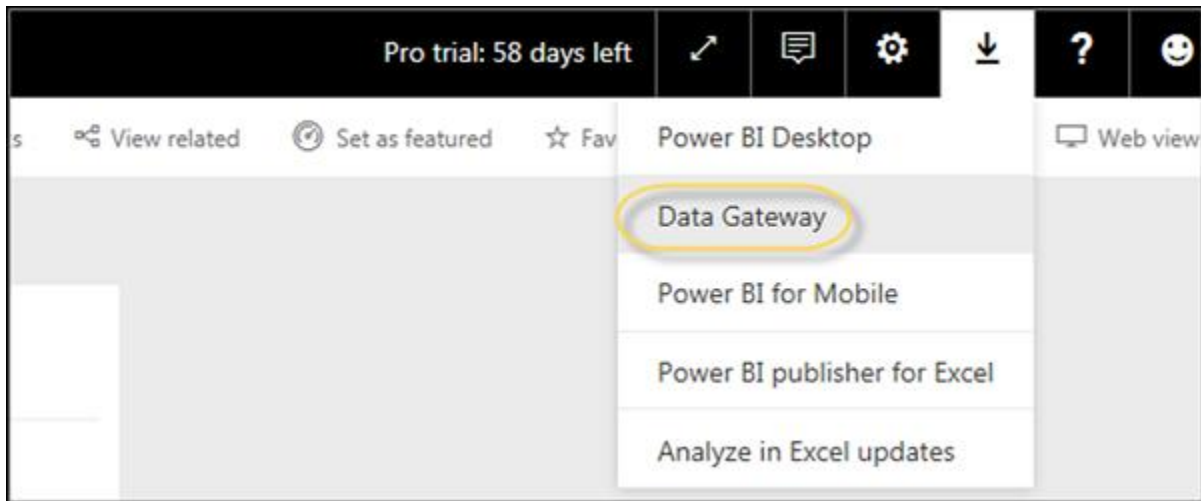 Pro trial: 58 days left ?
s View related Set as featured Fav Power BI Desktop Web view
Data Gateway
Power BI for Mobile
Power BI publisher for Excel
Analyze in Excel updates